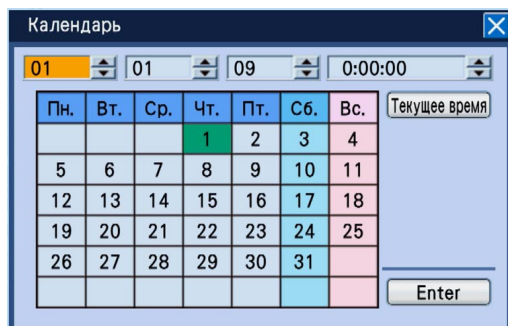 Календарь
01 01 09 0:00:00
Пн. Вт. Ср. Чт. Пт. Сб. Вс. Текущее время
1 2 3 4
5 6 7 8 9 10 11
12 13 14 15 16 17 18
19 20 21 22 23 24 25
26 27 28 29 30 31
Enter